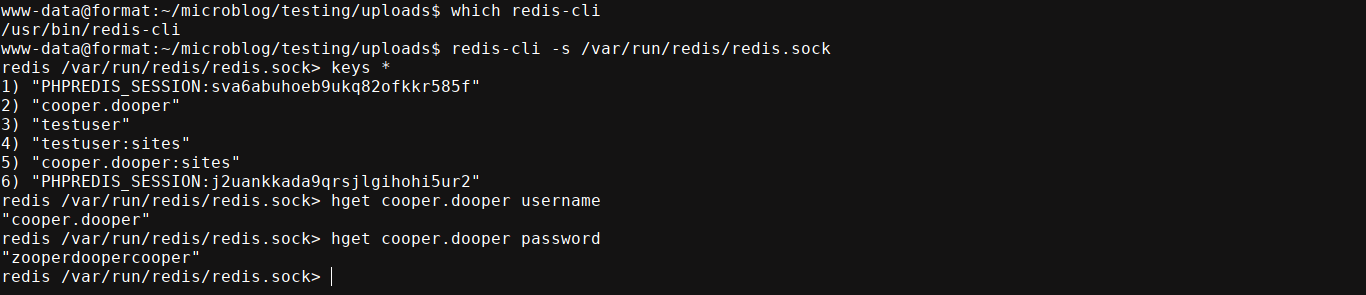 www-data@format:~/microblog/testing/uploads$ which redis-cli
/usr/bin/redis-cli
www-data@format:~/microblog/testing/uploads$ redis-cli -s /var/run/redis/redis.sock
redis /var/run/redis/redis.sock> keys *
1) "PHPREDIS_SESSION:sva6abuhoeb9ukq82ofkkr585f"
2) "cooper.dooper"
3) "testuser"
4) "testuser:sites"
5) "cooper.dooper:sites"
6) "PHPREDIS_SESSION:j2uankkada9qrsjlgihohi5ur2"
redis /var/run/redis/redis.sock> hget cooper.dooper username
"cooper.dooper"
redis /var/run/redis/redis.sock> hget cooper.dooper password
"zooperdoopercooper"
redis /var/run/redis/redis.sock>